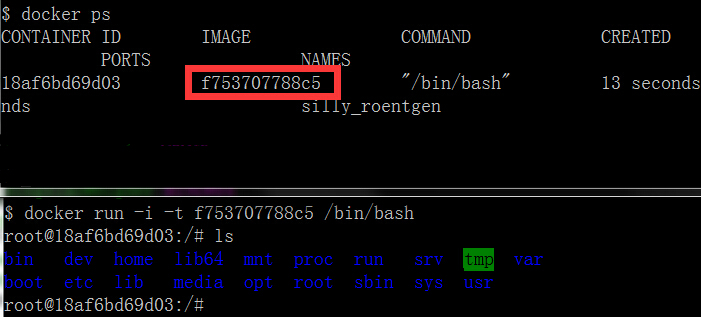 $ docker ps
CONTAINER ID IMAGE COMMAND CREATED
PORTS NAMES
18af6bd69d03 f753707788c5 "/bin/bash" 13 seconds
nds silly_roentgen
$ docker run -i -t f753707788c5 /bin/bash
root@18af6bd69d03:/# ls
bin dev home lib64 mnt proc run srv tmp var
boot etc lib media opt root sbin sys usr
root@18af6bd69d03:/#